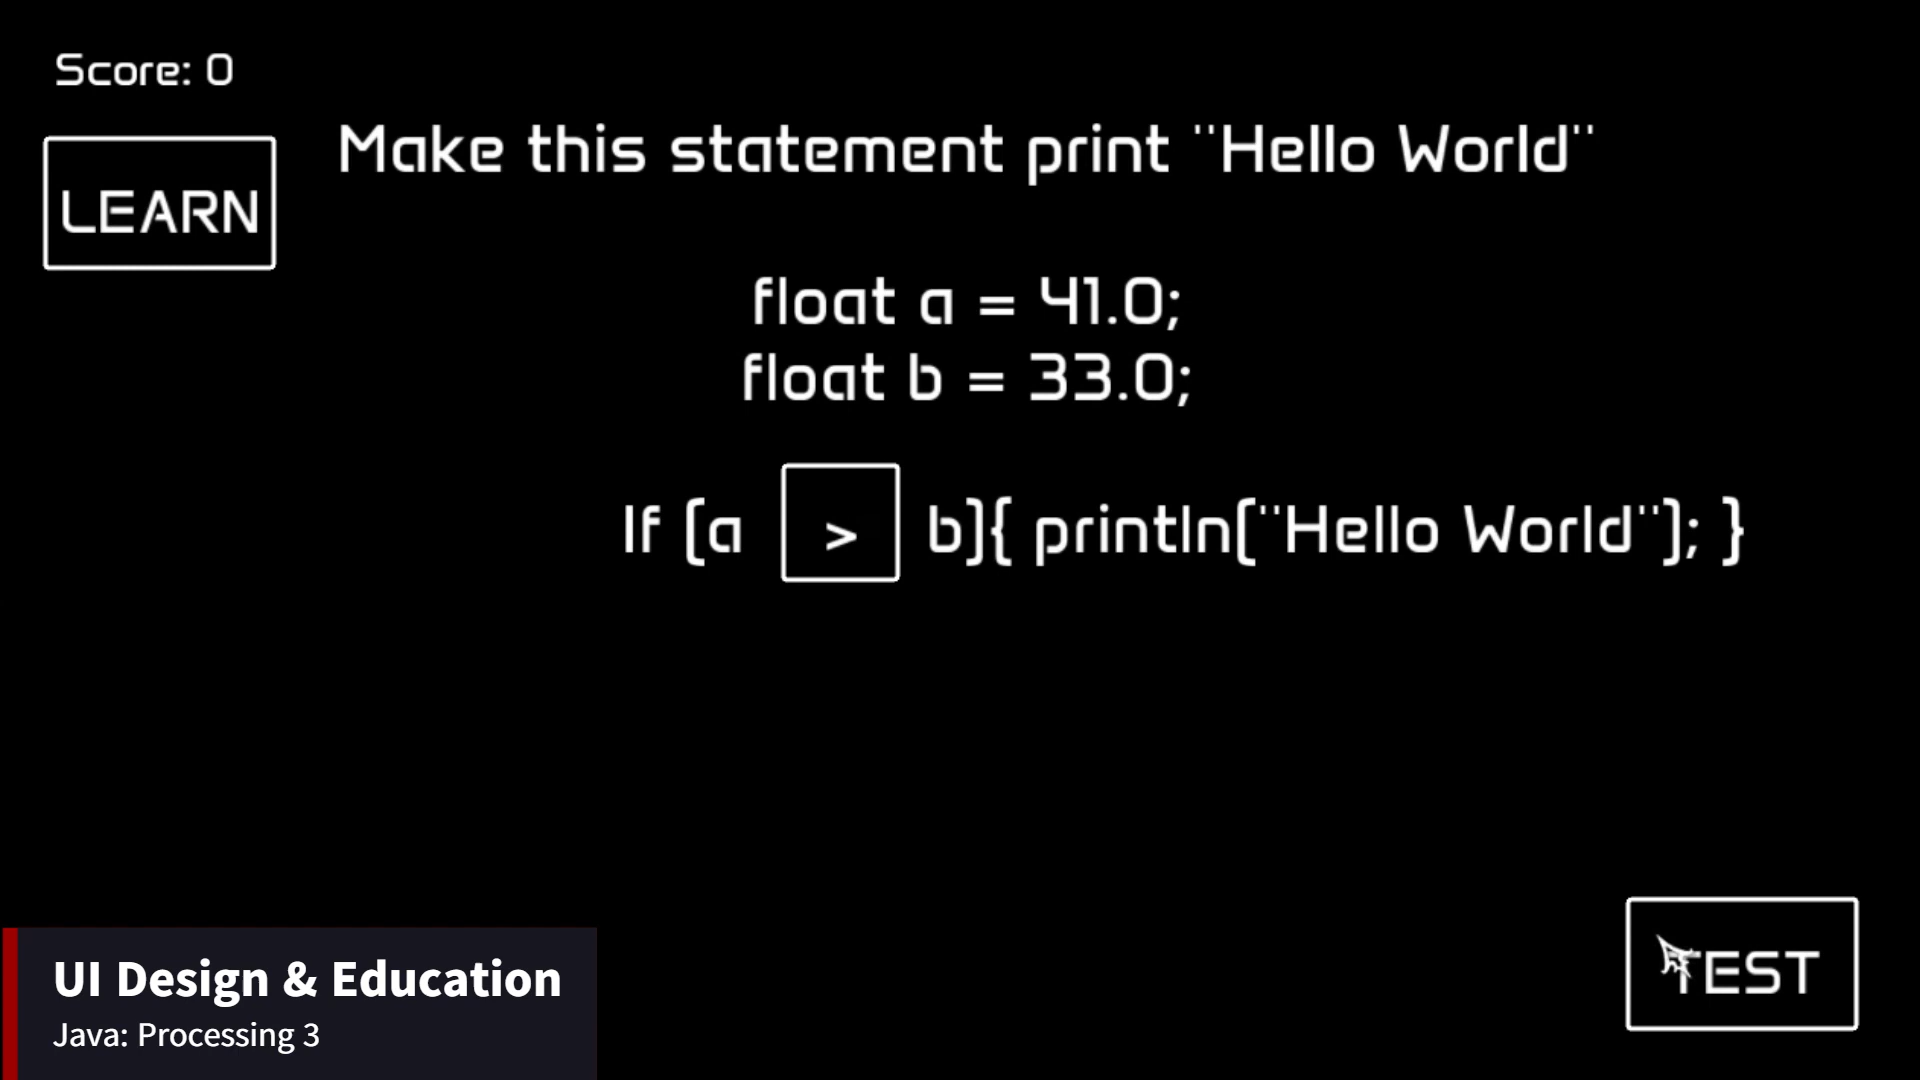 Score: 0
LEARN
Make this statement print "Hello World"
float a = 41.0;
float b = 33.0;
If (a > b){ println("Hello World"); }
TEST
UI Design & Education
Java: Processing 3